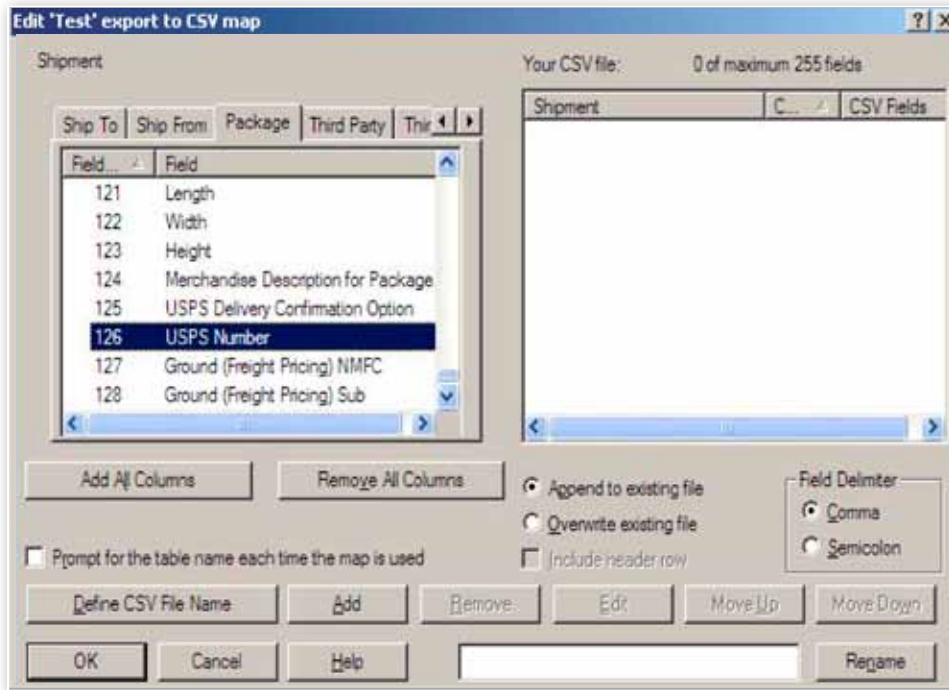 Edit 'Test' export to CSV map
Shipment
Your CSV file: 0 of maximum 255 fields
Ship To Ship From Package Third Party Thir
Field... Field
121 Length
122 Width
123 Height
124 Merchandise Description for Package
125 USPS Delivery Confirmation Option
126 USPS Number
127 Ground (Freight Pricing) NMFC
128 Ground (Freight Pricing) Sub
Shipment C... CSV Fields
Add All Columns Remove All Columns
Append to existing file
Overwrite existing file
Include header row
Field Delimiter
Comma
Semicolon
Prompt for the table name each time the map is used
Define CSV File Name Add Remove Edit Move Up Move Down
OK Cancel Help Rename